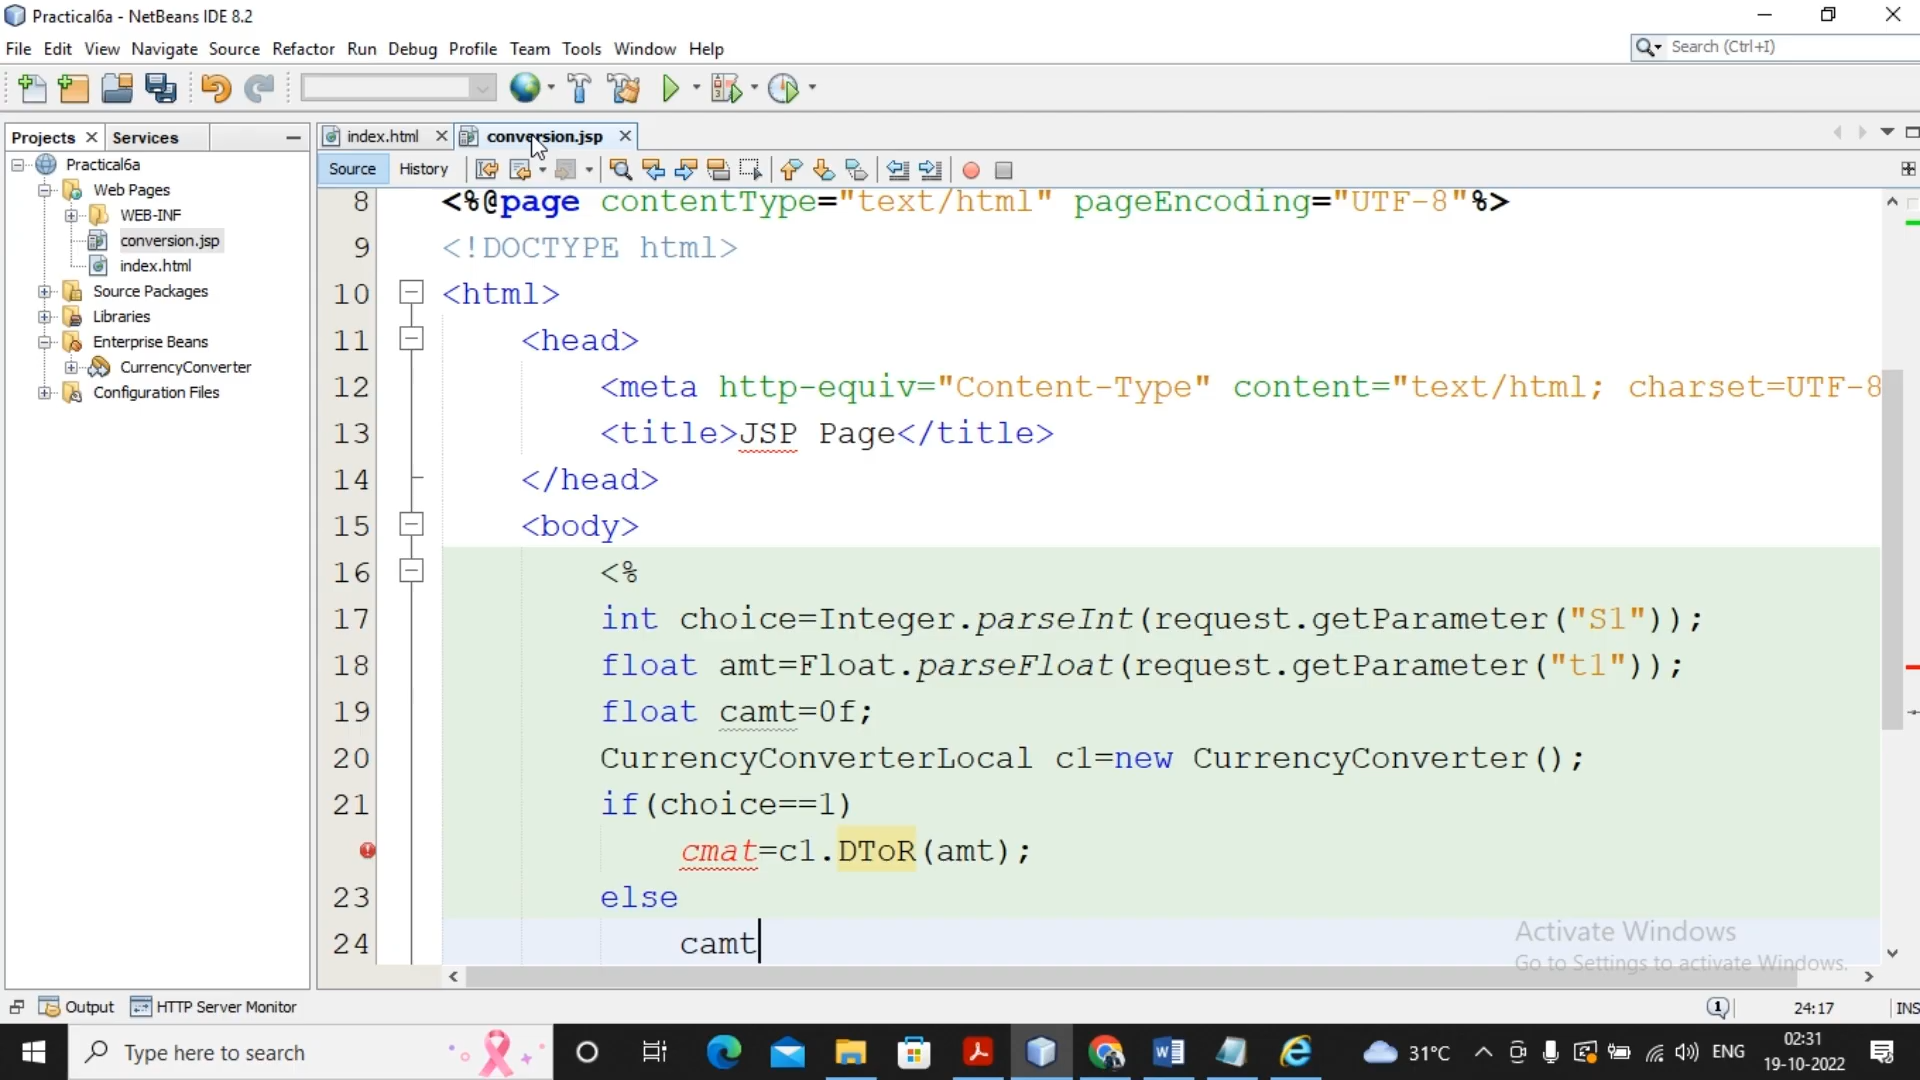 Practical6a - NetBeans IDE 8.2
File Edit View Navigate Source Refactor Run Debug Profile Team Tools Window Help
Search (Ctrl+I)
Projects Services
index.html conversion.jsp
Source History
Practical6a
Web Pages
WEB-INF
conversion.jsp
index.html
Source Packages
Libraries
Enterprise Beans
CurrencyConverter
Configuration Files
8 <%@page contentType="text/html" pageEncoding="UTF-8"%>
9 <!DOCTYPE html>
10 <html>
11 <head>
12 <meta http-equiv="Content-Type" content="text/html; charset=UTF-8
13 <title>JSP Page</title>
14 </head>
15 <body>
16 <%
17 int choice=Integer.parseInt(request.getParameter("S1"));
18 float amt=Float.parseFloat(request.getParameter("t1"));
19 float camt=0f;
20 CurrencyConverterLocal c1=new CurrencyConverter();
21 if(choice==1)
cmat=c1.DToR(amt);
23 else
24 camt
Activate Windows
Go to Settings to activate Windows.
Output HTTP Server Monitor
1 24:17 INS
Type here to search
31°C ENG
02:31
19-10-2022